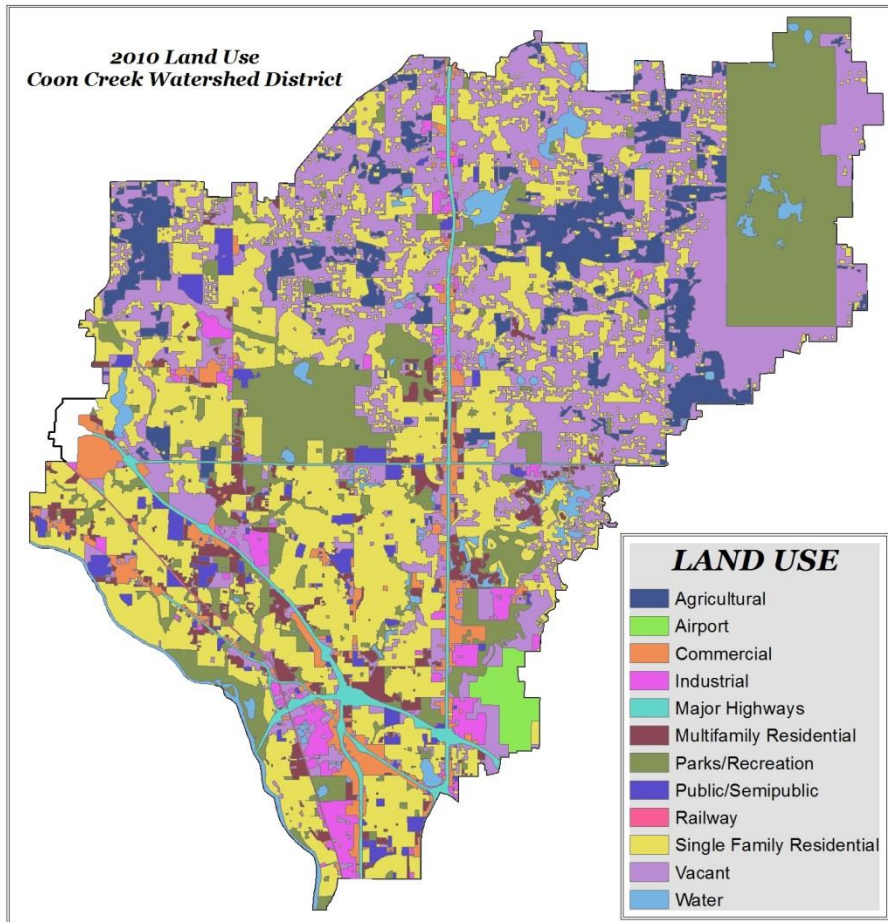 2010 Land Use
Coon Creek Watershed District
LAND USE
Agricultural
Airport
Commercial
Industrial
Major Highways
Multifamily Residential
Parks/Recreation
Public/Semipublic
Railway
Single Family Residential
Vacant
Water